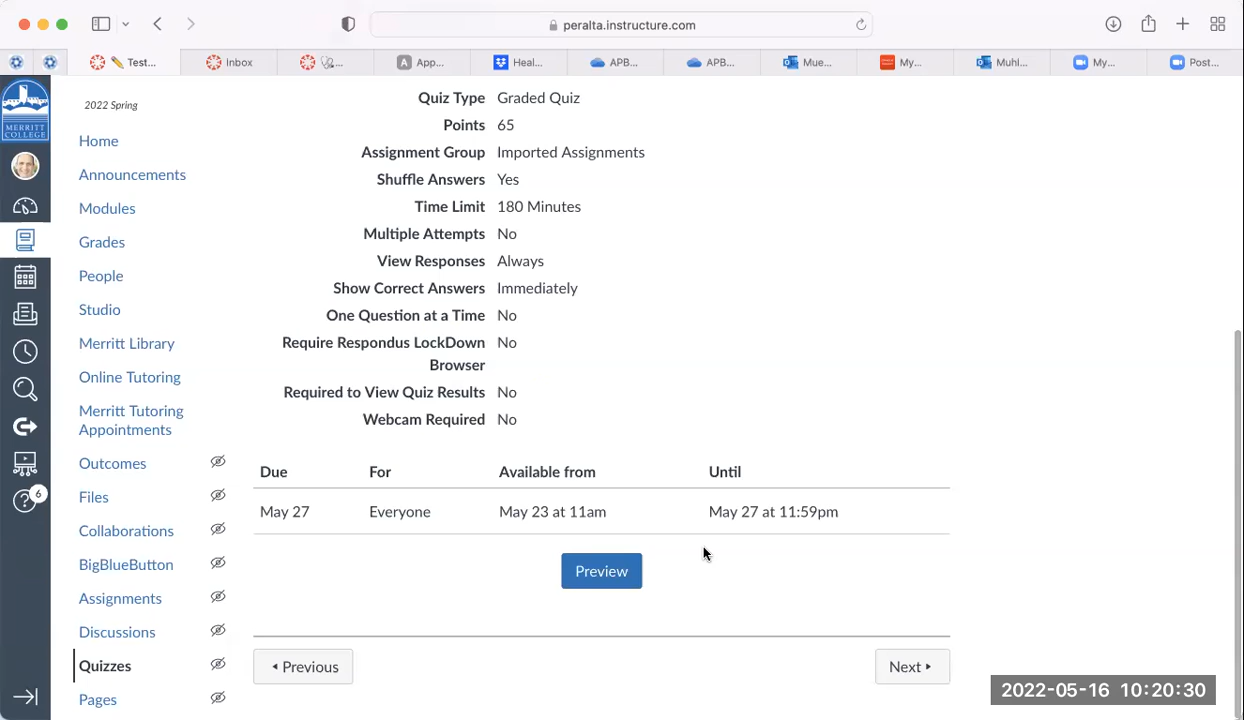 peralta.instructure.com
Test...
Inbox
App...
Heal...
APB...
APB...
Mue...
My...
Muhl...
My...
Post...
MERRITT
COLLEGE
6
2022 Spring
Home
Announcements
Modules
Grades
People
Studio
Merritt Library
Online Tutoring
Merritt Tutoring
Appointments
Outcomes
Files
Collaborations
BigBlueButton
Assignments
Discussions
Quizzes
Pages
Quiz Type Graded Quiz
Points 65
Assignment Group Imported Assignments
Shuffle Answers Yes
Time Limit 180 Minutes
Multiple Attempts No
View Responses Always
Show Correct Answers Immediately
One Question at a Time No
Require Respondus LockDown No
Browser
Required to View Quiz Results No
Webcam Required No
Due For Available from Until
May 27 Everyone May 23 at 11am May 27 at 11:59pm
Preview
Previous
Next
2022-05-16 10:20:30